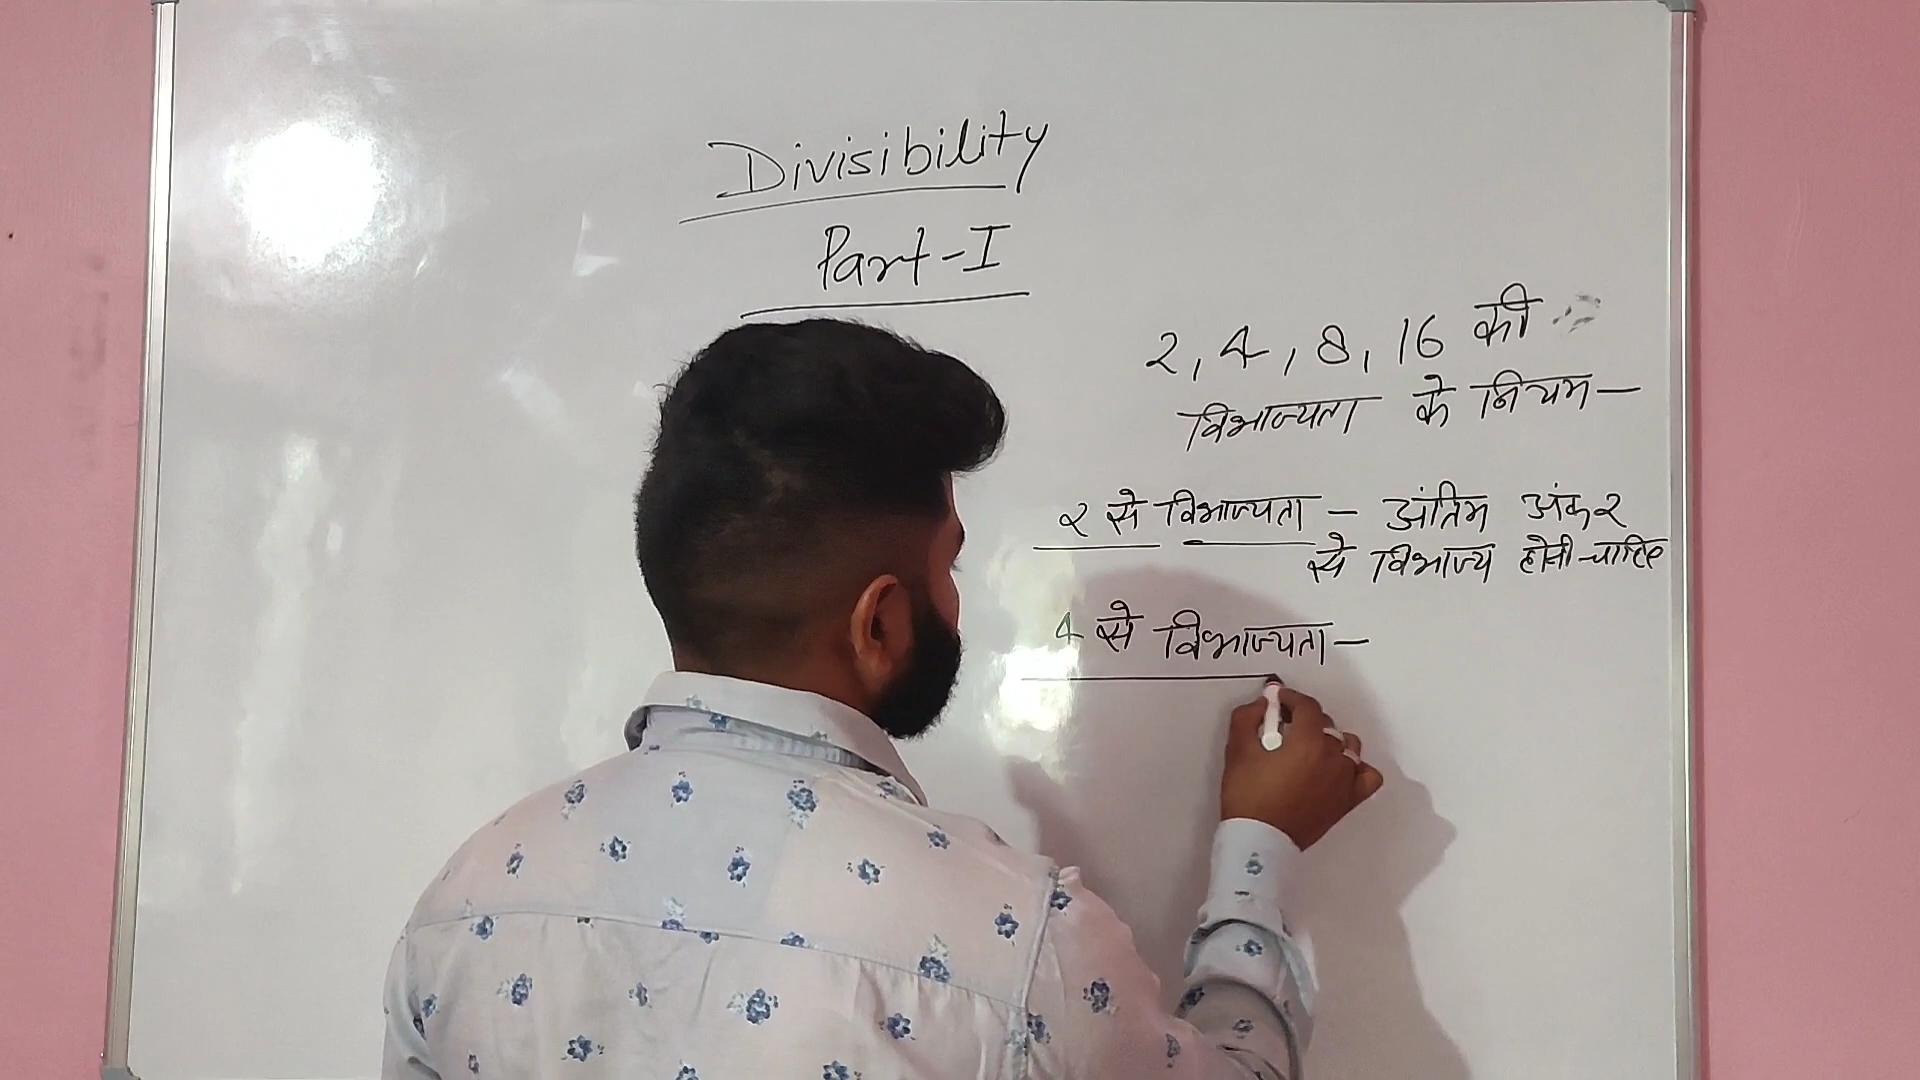 Divisibility
Part-I
2, 4, 8, 16 की
विभाज्यता के नियम-
2 से विभाज्यता - अंतिम अंक 2
से विभाज्य होनी चाहिए
4 से विभाज्यता-